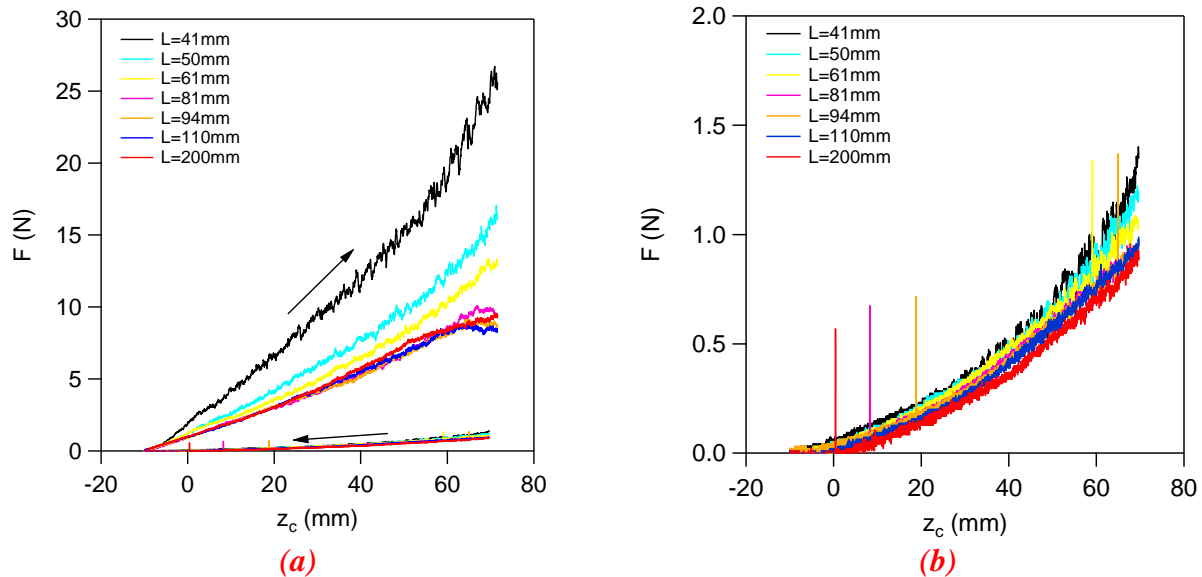 30
25
20
15
10
5
0
F (N)
L=41mm
L=50mm
L=61mm
L=81mm
L=94mm
L=110mm
L=200mm
-20
0
20
40
60
80
z_c (mm)
(a)
2.0
1.5
1.0
0.5
0.0
F (N)
L=41mm
L=50mm
L=61mm
L=81mm
L=94mm
L=110mm
L=200mm
-20
0
20
40
60
80
z_c (mm)
(b)